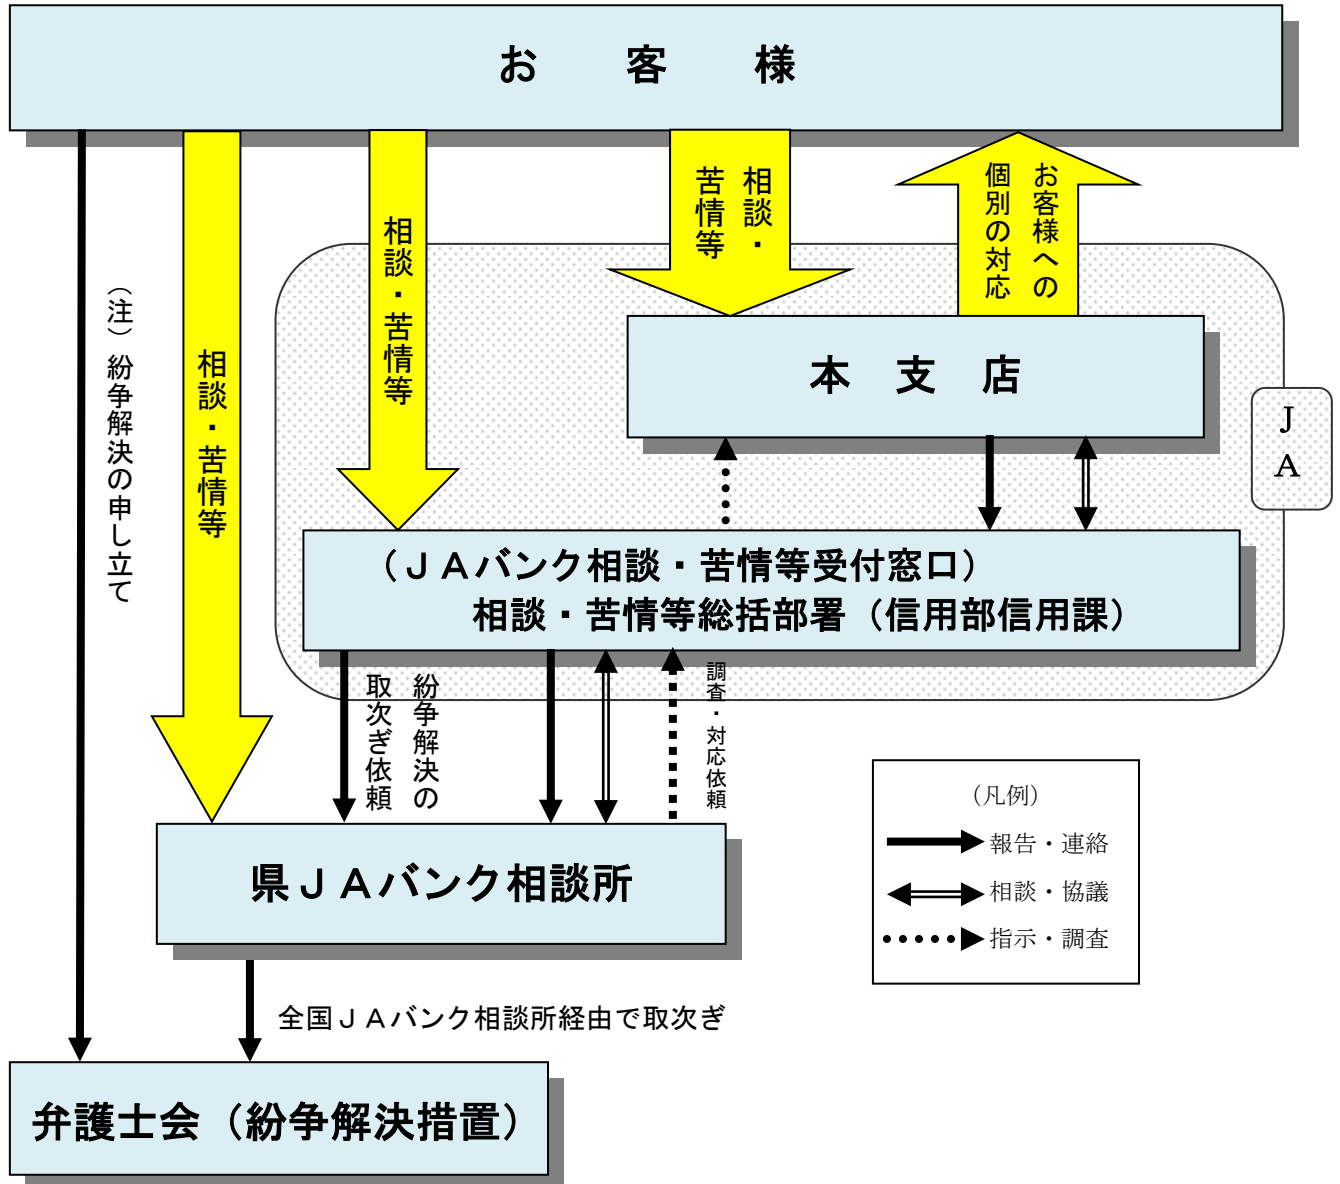 お　客　様
（注）紛争解決の申し立て
相談・苦情等
相談・苦情等
相談・
苦情等
お客様への
個別の対応
本　支　店
ＪＡ
（ＪＡバンク相談・苦情等受付窓口）
相談・苦情等総括部署（信用部信用課）
紛争解決の
取次ぎ依頼
調査・対応依頼
県ＪＡバンク相談所
（凡例）
報告・連絡
相談・協議
指示・調査
全国ＪＡバンク相談所経由で取次ぎ
弁護士会（紛争解決措置）